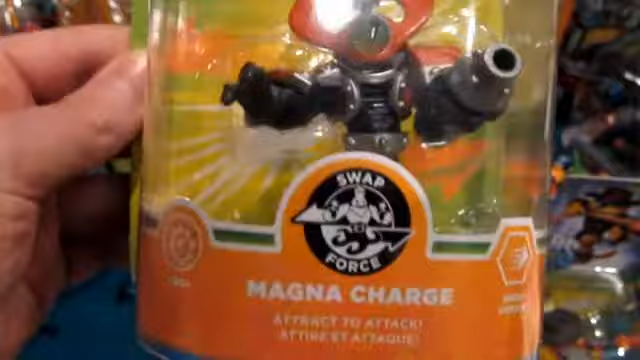 SWAP
FORCE
MAGNA CHARGE
ATTRACT TO ATTACK!
ATTIRE ET ATTAQUE!